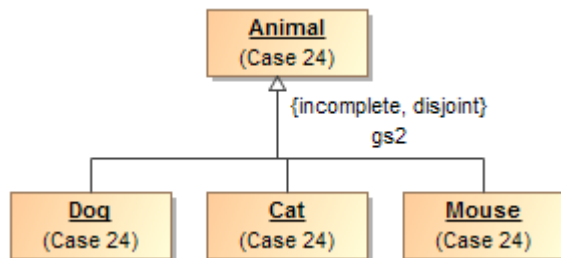 Animal
(Case 24)
{incomplete, disjoint}
gs2
Dog
(Case 24)
Cat
(Case 24)
Mouse
(Case 24)